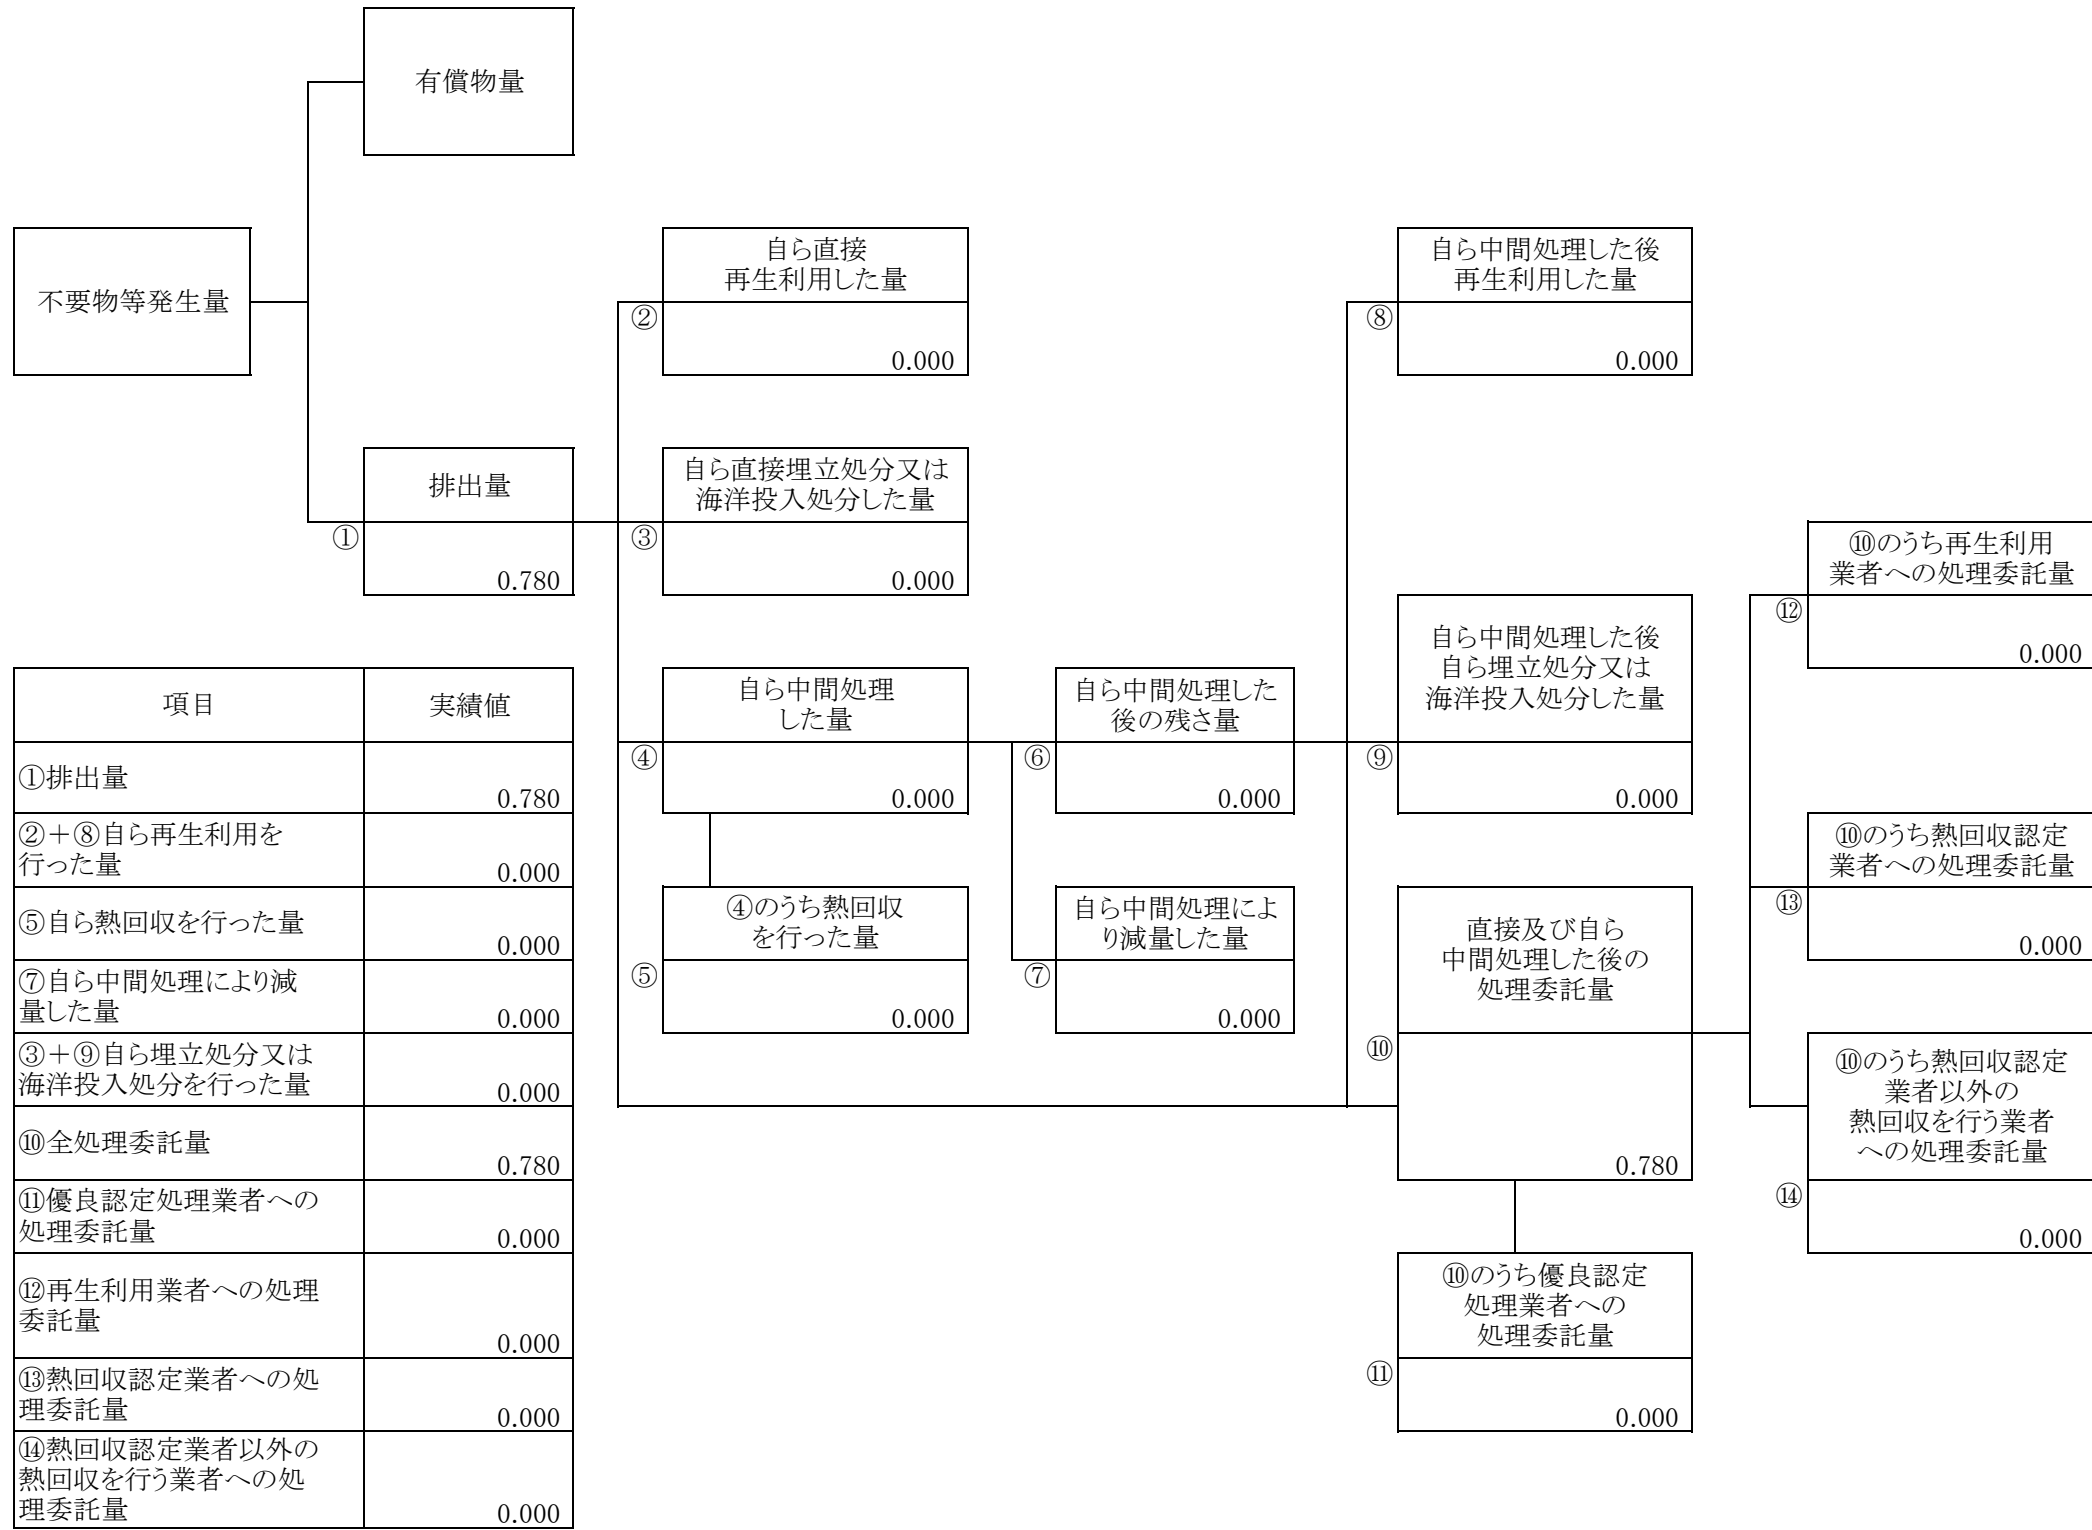 有償物量
不要物等発生量
自ら直接
再生利用した量
②
0.000
自ら中間処理した後
再生利用した量
⑧
0.000
排出量
①
0.780
自ら直接埋立処分又は
海洋投入処分した量
③
0.000
⑩のうち再生利用
業者への処理委託量
⑫
0.000
自ら中間処理した後
自ら埋立処分又は
海洋投入処分した量
⑨
0.000
自ら中間処理
した量
④
0.000
自ら中間処理した
後の残さ量
⑥
0.000
⑩のうち熱回収認定
業者への処理委託量
⑬
0.000
④のうち熱回収
を行った量
⑤
0.000
自ら中間処理によ
り減量した量
⑦
0.000
直接及び自ら
中間処理した後の
処理委託量
⑩
0.780
⑩のうち熱回収認定
業者以外の
熱回収を行う業者
への処理委託量
⑭
0.000
⑩のうち優良認定
処理業者への
処理委託量
⑪
0.000
項目 実績値
①排出量
0.780
②+⑧自ら再生利用を
行った量
0.000
⑤自ら熱回収を行った量
0.000
⑦自ら中間処理により減
量した量
0.000
③+⑨自ら埋立処分又は
海洋投入処分を行った量
0.000
⑩全処理委託量
0.780
⑪優良認定処理業者への
処理委託量
0.000
⑫再生利用業者への処理
委託量
0.000
⑬熱回収認定業者への処
理委託量
0.000
⑭熱回収認定業者以外の
熱回収を行う業者への処
理委託量
0.000